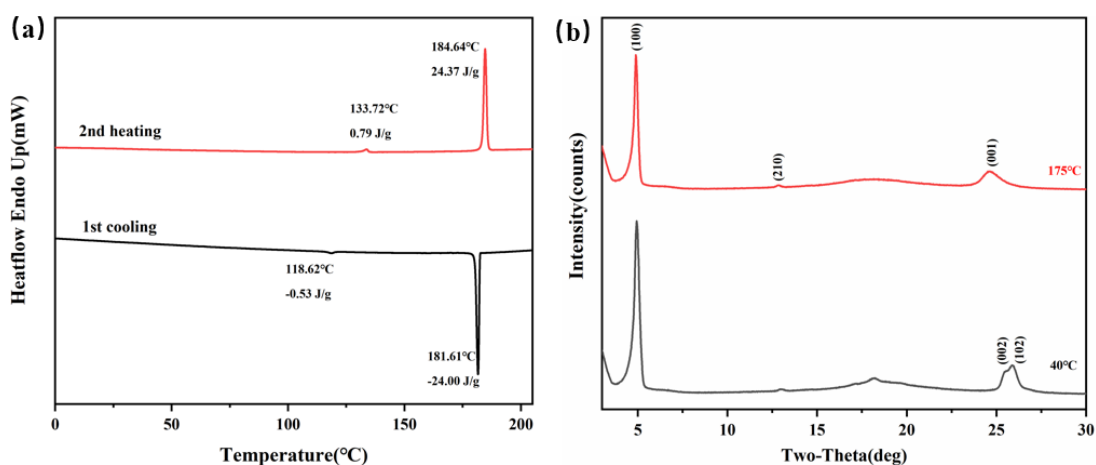 (a)
Heatflow Endo Up(mW)
184.64℃
24.37 J/g
133.72℃
0.79 J/g
2nd heating
1st cooling
118.62℃
-0.53 J/g
181.61℃
-24.00 J/g
0 50 100 150 200
Temperature(℃)
(b)
Intensity(counts)
(100)
(210)
(001)
175℃
(002)
(102)
40℃
5 10 15 20 25 30
Two-Theta(deg)